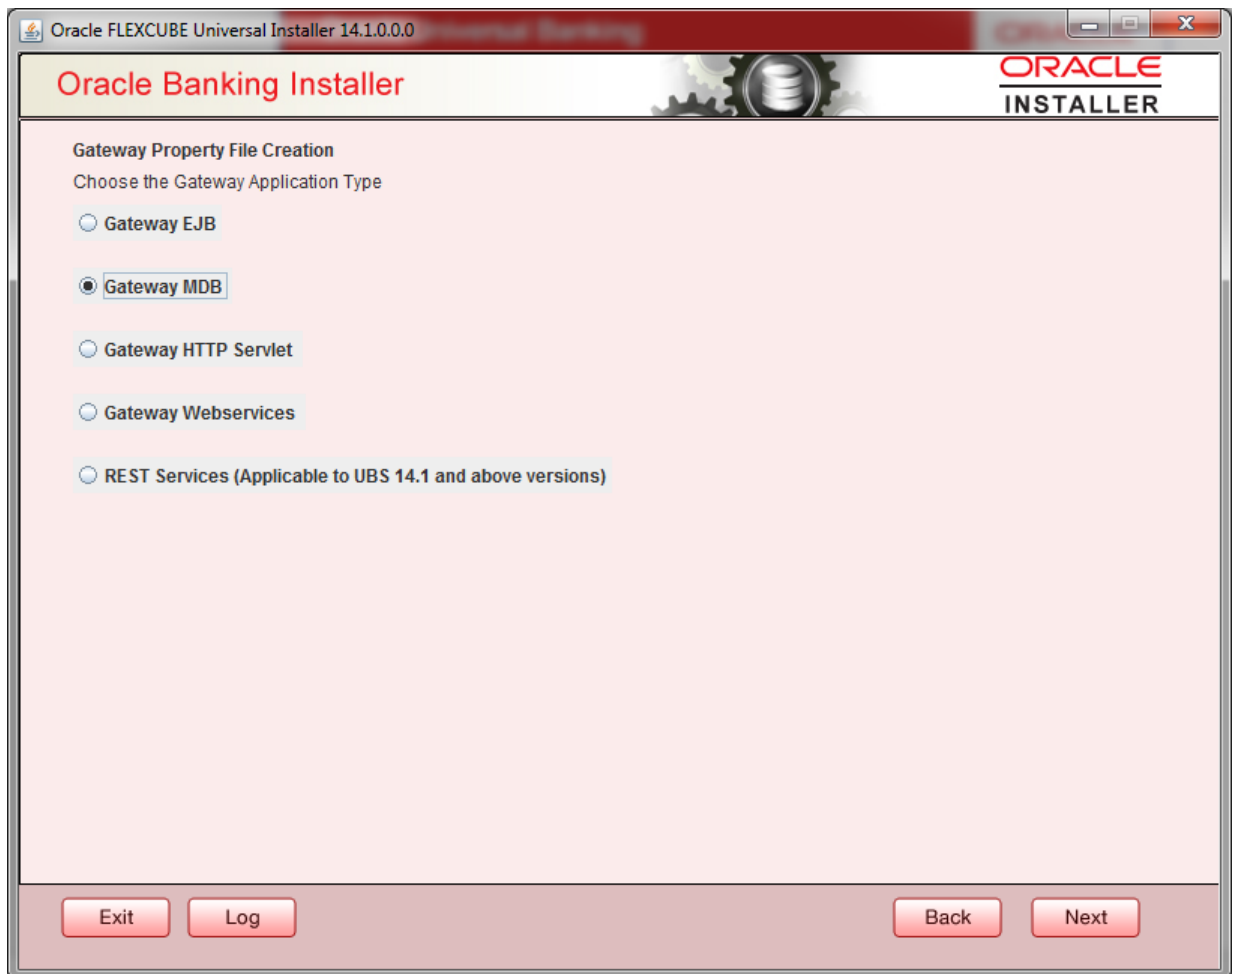 Oracle FLEXCUBE Universal Installer 14.1.0.0.0
Oracle Banking Installer
ORACLE
INSTALLER
Gateway Property File Creation
Choose the Gateway Application Type
Gateway EJB
Gateway MDB
Gateway HTTP Servlet
Gateway Webservices
REST Services (Applicable to UBS 14.1 and above versions)
Exit
Log
Back
Next